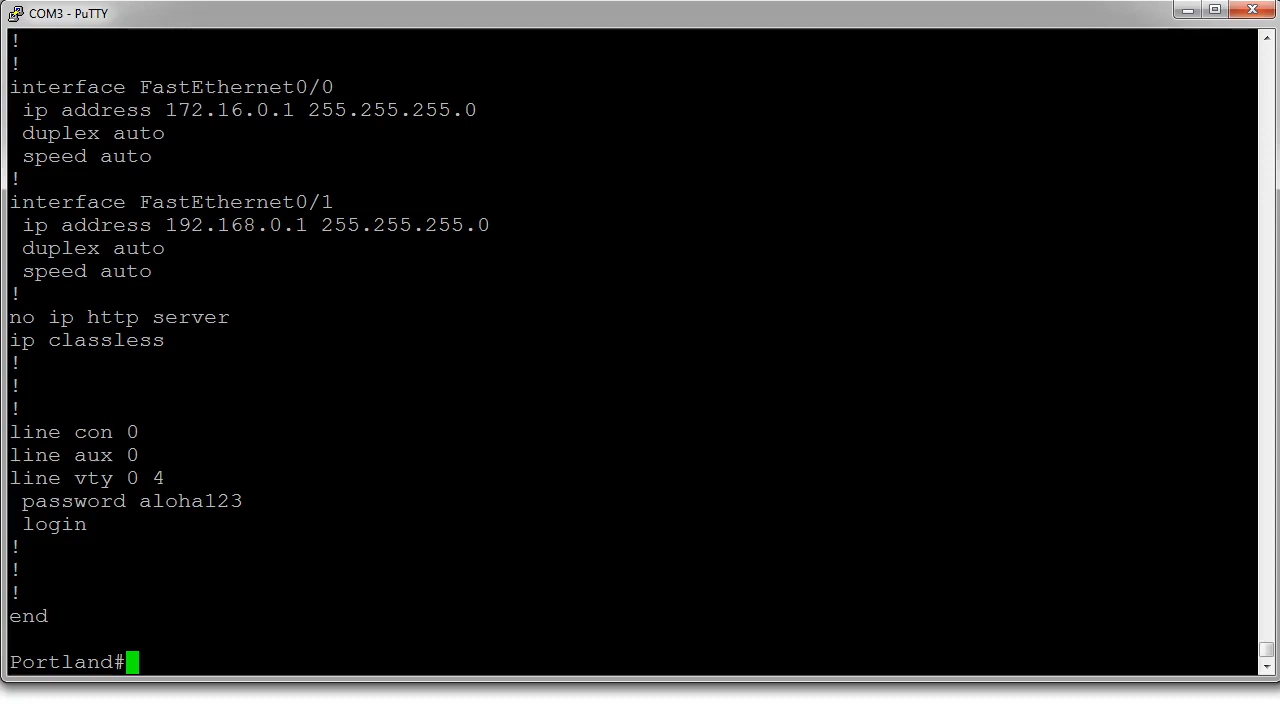 COM3 - PuTTY
!
!
interface FastEthernet0/0
 ip address 172.16.0.1 255.255.255.0
 duplex auto
 speed auto
!
interface FastEthernet0/1
 ip address 192.168.0.1 255.255.255.0
 duplex auto
 speed auto
!
no ip http server
ip classless
!
!
!
line con 0
line aux 0
line vty 0 4
 password aloha123
 login
!
!
!
end
Portland#